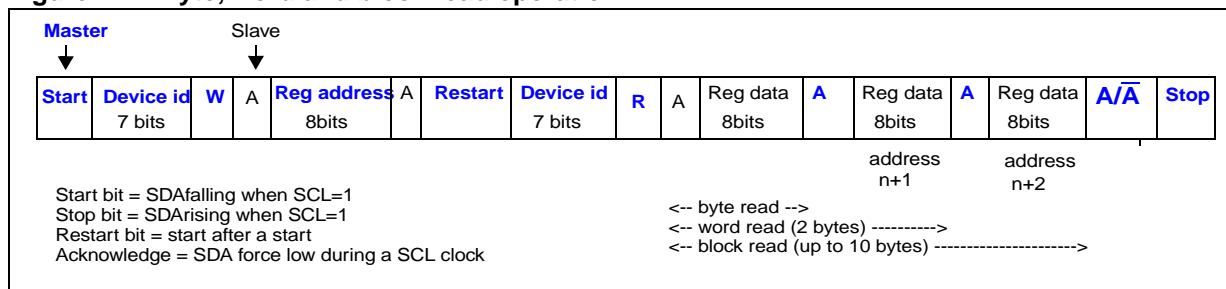 Master Slave
Start Device id W A Reg address A Restart Device id R A Reg data A Reg data A Reg data A/A Stop
7 bits 8bits 7 bits 8bits 8bits 8bits
address address
n+1 n+2
Start bit = SDAfalling when SCL=1
Stop bit = SDArising when SCL=1
Restart bit = start after a start
Acknowledge = SDA force low during a SCL clock
<-- byte read -->
<-- word read (2 bytes) ---------->
<-- block read (up to 10 bytes) ----------------------->